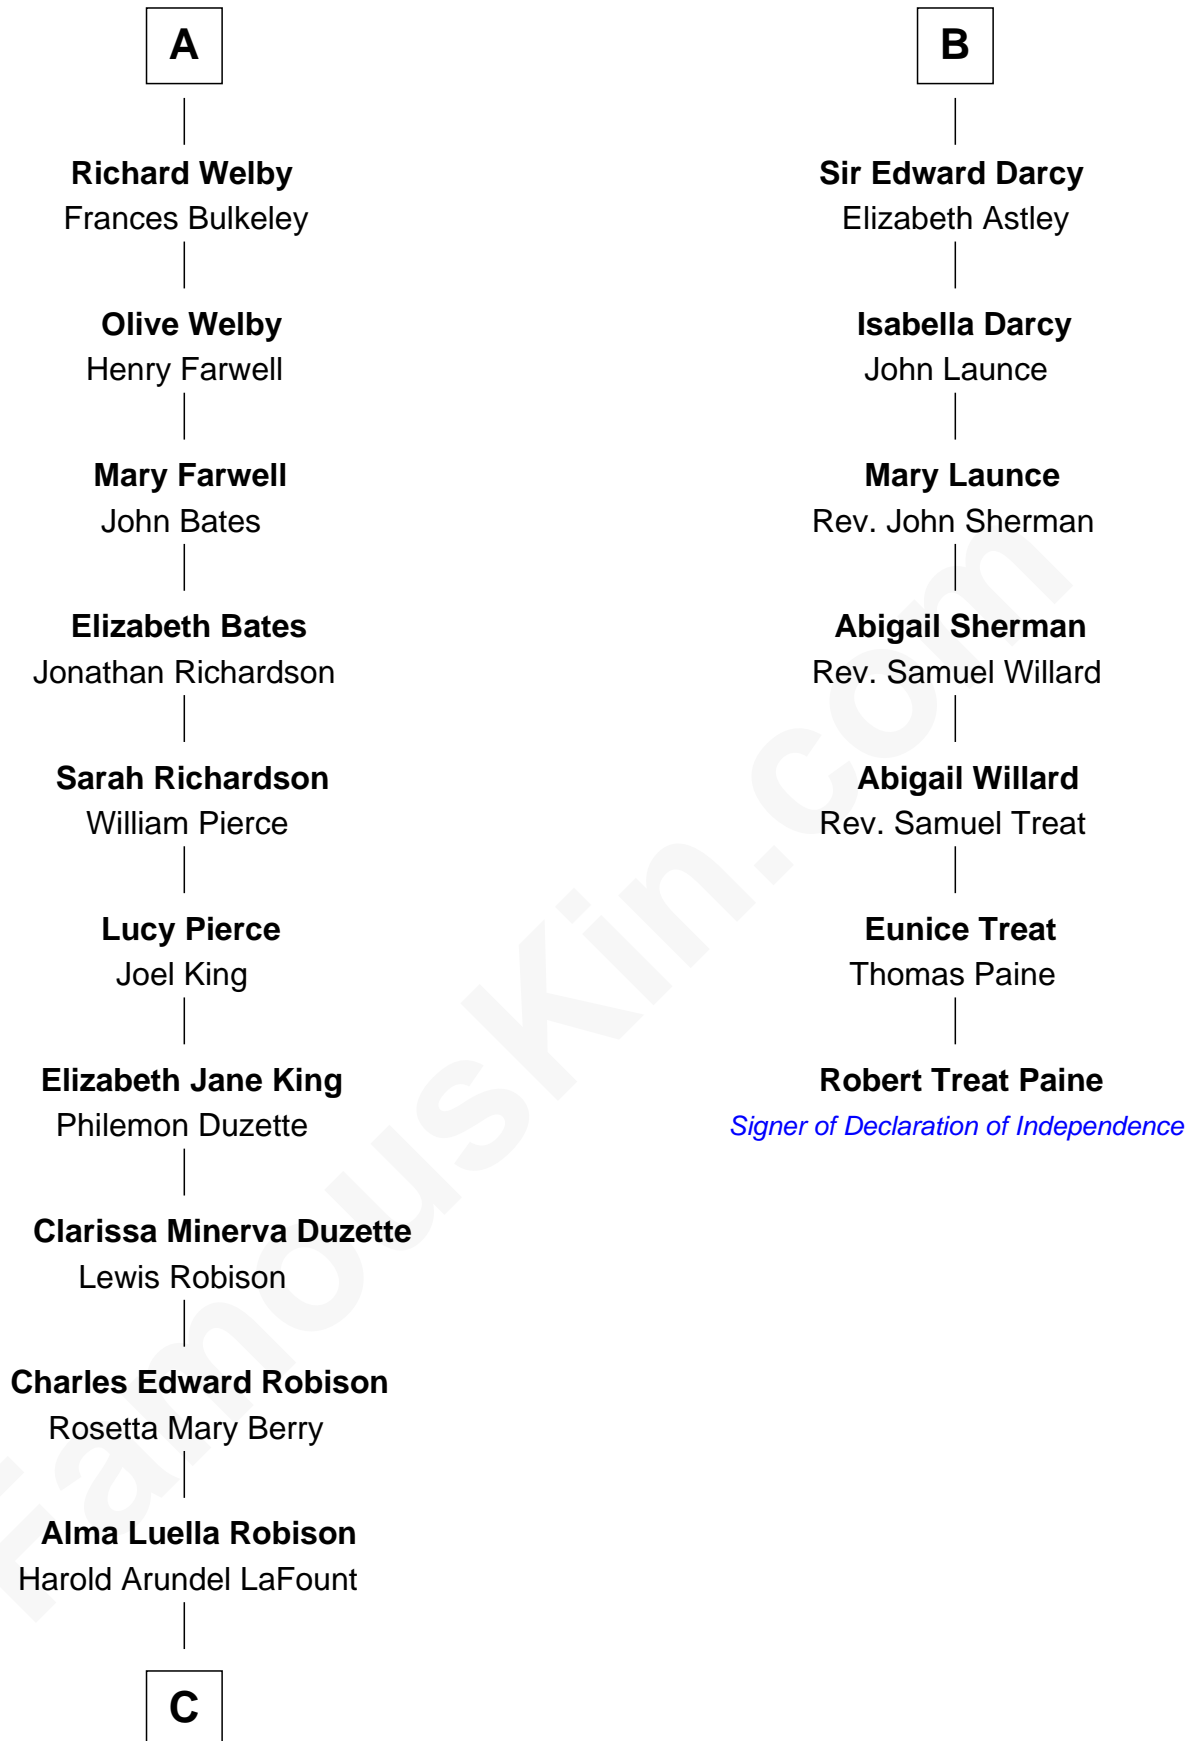 A
Richard Welby
Frances Bulkeley
Olive Welby
Henry Farwell
Mary Farwell
John Bates
Elizabeth Bates
Jonathan Richardson
Sarah Richardson
William Pierce
Lucy Pierce
Joel King
Elizabeth Jane King
Philemon Duzette
Clarissa Minerva Duzette
Lewis Robison
Charles Edward Robison
Rosetta Mary Berry
Alma Luella Robison
Harold Arundel LaFount
C
B
Sir Edward Darcy
Elizabeth Astley
Isabella Darcy
John Launce
Mary Launce
Rev. John Sherman
Abigail Sherman
Rev. Samuel Willard
Abigail Willard
Rev. Samuel Treat
Eunice Treat
Thomas Paine
Robert Treat Paine
Signer of Declaration of Independence
FamousKin.com